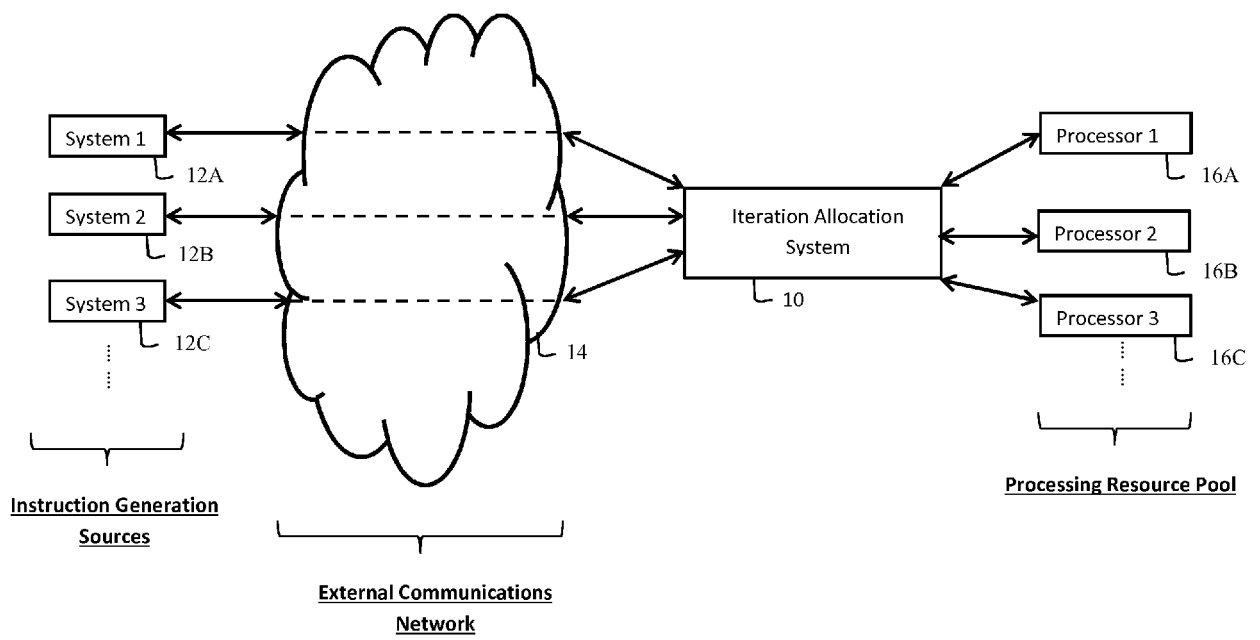 System 1
12A
System 2
12B
System 3
12C
Instruction Generation
Sources
14
External Communications
Network
Iteration Allocation
System
10
Processor 1
16A
Processor 2
16B
Processor 3
16C
Processing Resource Pool